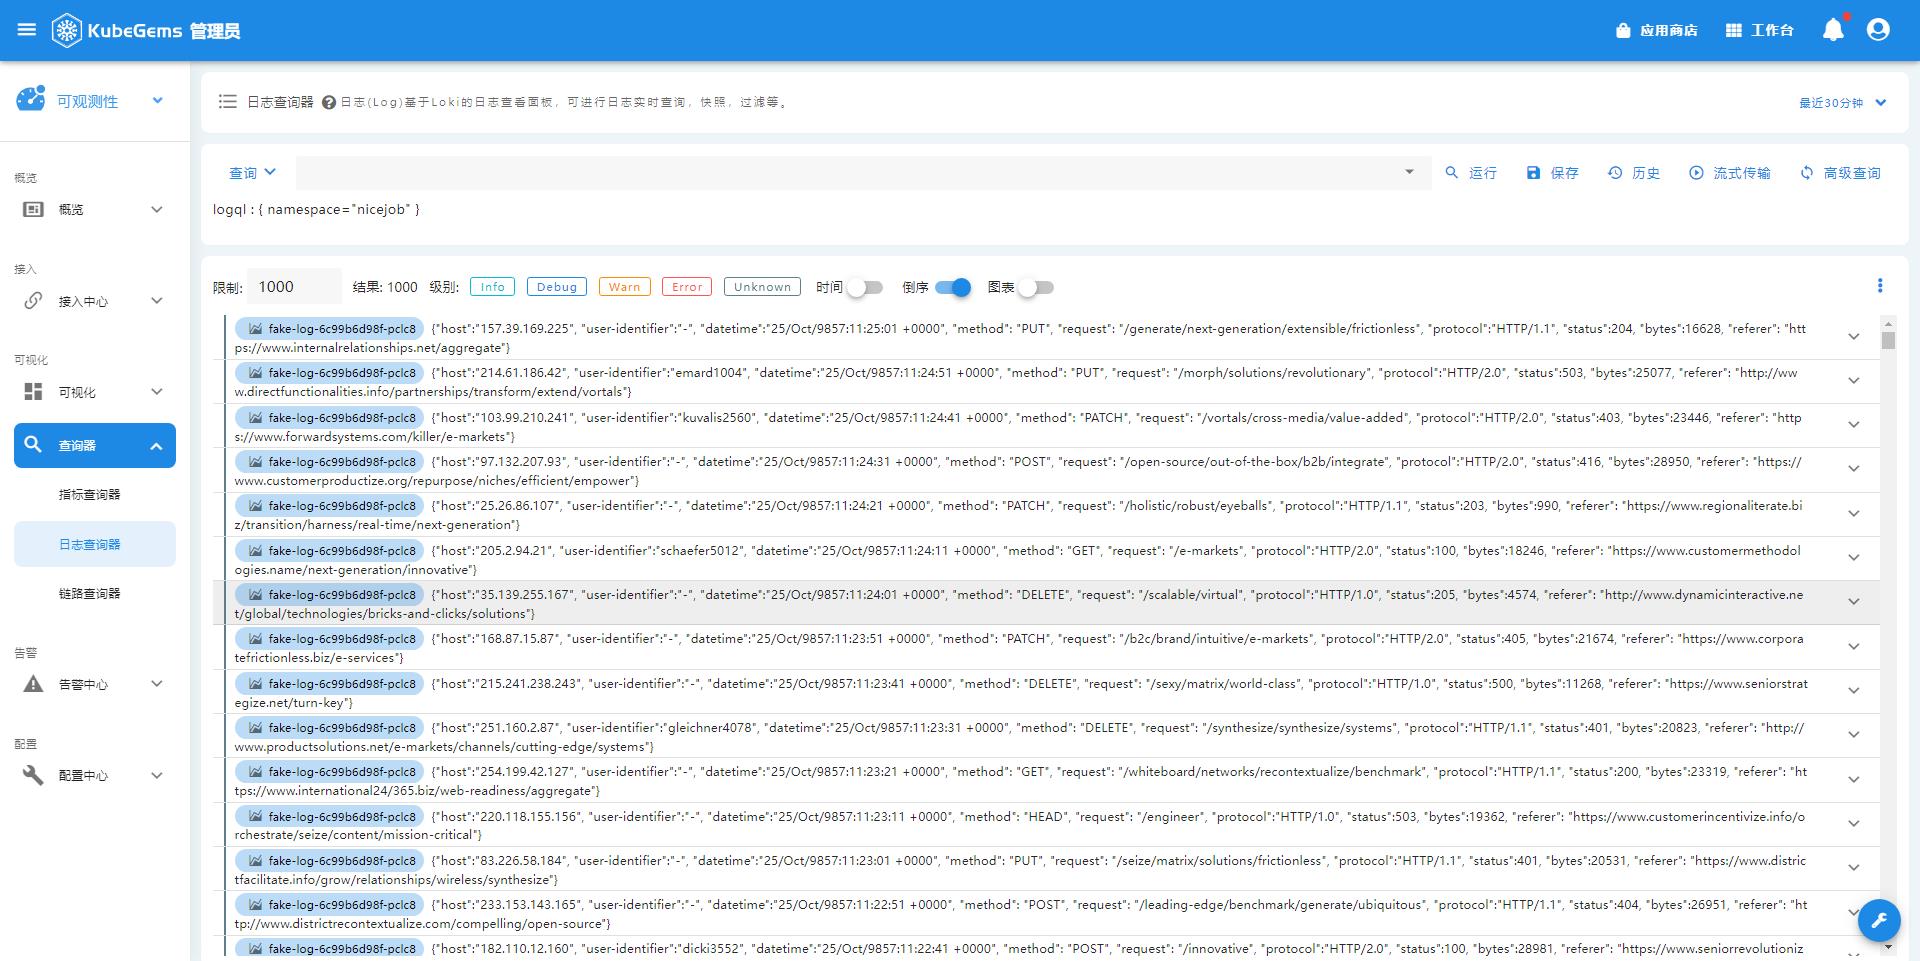 KubeGems 管理员
应用商店
工作台
可观测性
日志查询器 日志(Log)基于Loki的日志查看面板，可进行日志实时查询，快照，过滤等。
最近30分钟
概览
概览
接入
接入中心
可视化
可视化
查询器
指标查询器
日志查询器
链路查询器
告警
告警中心
配置
配置中心
查询
运行
保存
历史
流式传输
高级查询
logql : { namespace="nicejob" }
限制: 1000 结果: 1000 级别: Info Debug Warn Error Unknown 时间 倒序 图表
fake-log-6c99b6d98f-pclc8 {"host":"157.39.169.225", "user-identifier":"-", "datetime":"25/Oct/9857:11:25:01 +0000", "method": "PUT", "request": "/generate/next-generation/extensible/frictionless", "protocol":"HTTP/1.1", "status":204, "bytes":16628, "referer": "htt
ps://www.internalrelationships.net/aggregate"}
fake-log-6c99b6d98f-pclc8 {"host":"214.61.186.42", "user-identifier":"emard1004", "datetime":"25/Oct/9857:11:24:51 +0000", "method": "PUT", "request": "/morph/solutions/revolutionary", "protocol":"HTTP/2.0", "status":503, "bytes":25077, "referer": "http://ww
w.directfunctionalities.info/partnerships/transform/extend/vortals"}
fake-log-6c99b6d98f-pclc8 {"host":"103.99.210.241", "user-identifier":"kuvalis2560", "datetime":"25/Oct/9857:11:24:41 +0000", "method": "PATCH", "request": "/vortals/cross-media/value-added", "protocol":"HTTP/2.0", "status":403, "bytes":23446, "referer": "http
s://www.forwardsystems.com/killer/e-markets"}
fake-log-6c99b6d98f-pclc8 {"host":"97.132.207.93", "user-identifier":"-", "datetime":"25/Oct/9857:11:24:31 +0000", "method": "POST", "request": "/open-source/out-of-the-box/b2b/integrate", "protocol":"HTTP/2.0", "status":416, "bytes":28950, "referer": "https://
www.customerproductize.org/repurpose/niches/efficient/empower"}
fake-log-6c99b6d98f-pclc8 {"host":"25.26.86.107", "user-identifier":"-", "datetime":"25/Oct/9857:11:24:21 +0000", "method": "PATCH", "request": "/holistic/robust/eyeballs", "protocol":"HTTP/1.1", "status":203, "bytes":990, "referer": "https://www.regionaliterate.bi
z/transition/harness/real-time/next-generation"}
fake-log-6c99b6d98f-pclc8 {"host":"205.2.94.21", "user-identifier":"schaefer5012", "datetime":"25/Oct/9857:11:24:11 +0000", "method": "GET", "request": "/e-markets", "protocol":"HTTP/2.0", "status":100, "bytes":18246, "referer": "https://www.customermethodol
ogies.name/next-generation/innovative"}
fake-log-6c99b6d98f-pclc8 {"host":"35.139.255.167", "user-identifier":"-", "datetime":"25/Oct/9857:11:24:01 +0000", "method": "DELETE", "request": "/scalable/virtual", "protocol":"HTTP/1.0", "status":205, "bytes":4574, "referer": "http://www.dynamicinteractive.ne
t/global/technologies/bricks-and-clicks/solutions"}
fake-log-6c99b6d98f-pclc8 {"host":"168.87.15.87", "user-identifier":"-", "datetime":"25/Oct/9857:11:23:51 +0000", "method": "PATCH", "request": "/b2c/brand/intuitive/e-markets", "protocol":"HTTP/2.0", "status":405, "bytes":21674, "referer": "https://www.corpora
tefrictionless.biz/e-services"}
fake-log-6c99b6d98f-pclc8 {"host":"215.241.238.243", "user-identifier":"-", "datetime":"25/Oct/9857:11:23:41 +0000", "method": "DELETE", "request": "/sexy/matrix/world-class", "protocol":"HTTP/1.0", "status":500, "bytes":11268, "referer": "https://www.seniorstrat
egize.net/turn-key"}
fake-log-6c99b6d98f-pclc8 {"host":"251.160.2.87", "user-identifier":"gleichner4078", "datetime":"25/Oct/9857:11:23:31 +0000", "method": "DELETE", "request": "/synthesize/synthesize/systems", "protocol":"HTTP/1.1", "status":401, "bytes":20823, "referer": "http://
www.productsolutions.net/e-markets/channels/cutting-edge/systems"}
fake-log-6c99b6d98f-pclc8 {"host":"254.199.42.127", "user-identifier":"-", "datetime":"25/Oct/9857:11:23:21 +0000", "method": "GET", "request": "/whiteboard/networks/recontextualize/benchmark", "protocol":"HTTP/1.1", "status":200, "bytes":23319, "referer": "ht
tps://www.international24/365.biz/web-readiness/aggregate"}
fake-log-6c99b6d98f-pclc8 {"host":"220.118.155.156", "user-identifier":"-", "datetime":"25/Oct/9857:11:23:11 +0000", "method": "HEAD", "request": "/engineer", "protocol":"HTTP/1.0", "status":503, "bytes":19362, "referer": "https://www.customerincentivize.info/o
rchestrate/seize/content/mission-critical"}
fake-log-6c99b6d98f-pclc8 {"host":"83.226.58.184", "user-identifier":"-", "datetime":"25/Oct/9857:11:23:01 +0000", "method": "PUT", "request": "/seize/matrix/solutions/frictionless", "protocol":"HTTP/1.1", "status":401, "bytes":20531, "referer": "https://www.distric
tfacilitate.info/grow/relationships/wireless/synthesize"}
fake-log-6c99b6d98f-pclc8 {"host":"233.153.143.165", "user-identifier":"-", "datetime":"25/Oct/9857:11:22:51 +0000", "method": "POST", "request": "/leading-edge/benchmark/generate/ubiquitous", "protocol":"HTTP/1.1", "status":404, "bytes":26951, "referer": "ht
tp://www.districtrecontextualize.com/compelling/open-source"}
fake-log-6c99b6d98f-pclc8 {"host":"182.110.12.160", "user-identifier":"dicki3552", "datetime":"25/Oct/9857:11:22:41 +0000", "method": "POST", "request": "/innovative", "protocol":"HTTP/2.0", "status":100, "bytes":28981, "referer": "https://www.seniorrevolutioniz